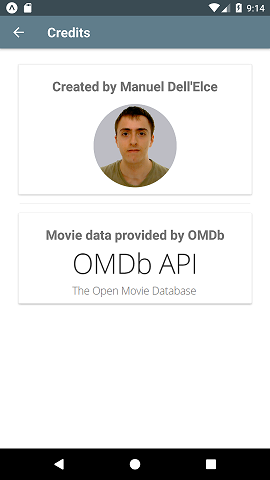 9:14
Credits
Created by Manuel Dell'Elce
Movie data provided by OMDb
OMDb API
The Open Movie Database